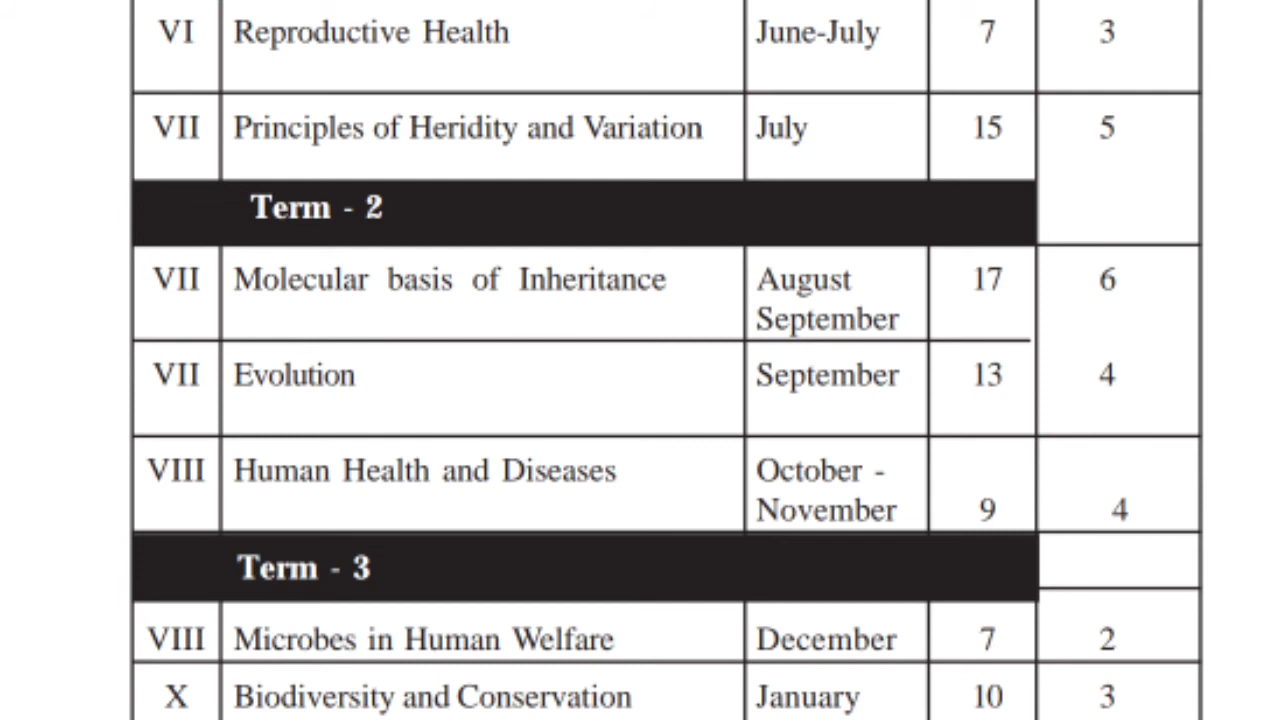 VI Reproductive Health June-July 7 3
VII Principles of Heridity and Variation July 15 5
Term - 2
VII Molecular basis of Inheritance August 17 6
September
VII Evolution September 13 4
VIII Human Health and Diseases October -
November 9 4
Term - 3
VIII Microbes in Human Welfare December 7 2
X Biodiversity and Conservation January 10 3